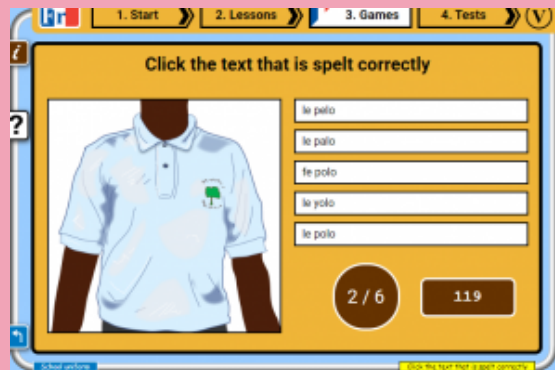 Fr
1. Start
2. Lessons
3. Games
4. Tests
V
i
Click the text that is spelt correctly
?
le pelo
le palo
fe polo
le yolo
le polo
2 / 6
119
School uniform
Click the text that is spelt correctly